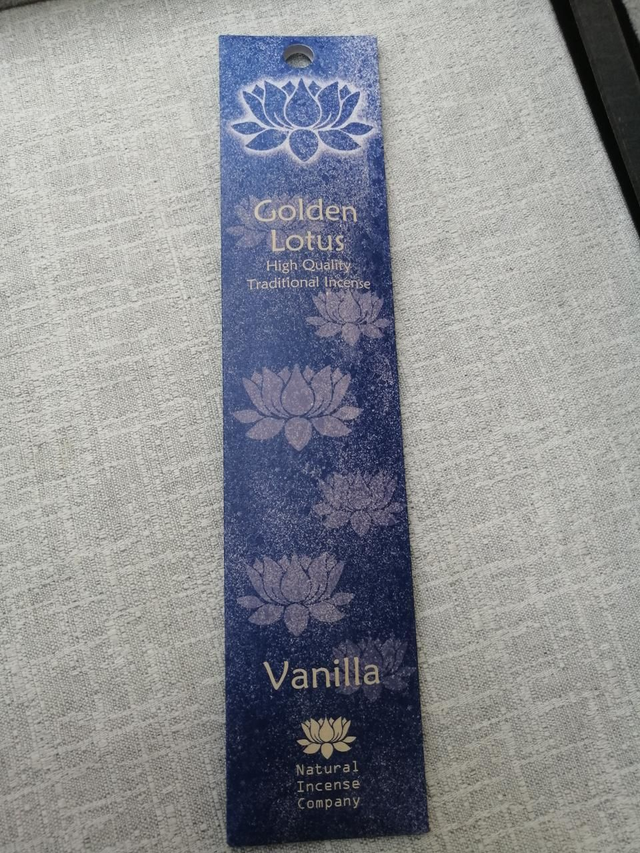 Golden
Lotus
High Quality
Traditional Incense
Vanilla
Natural
Incense
Company